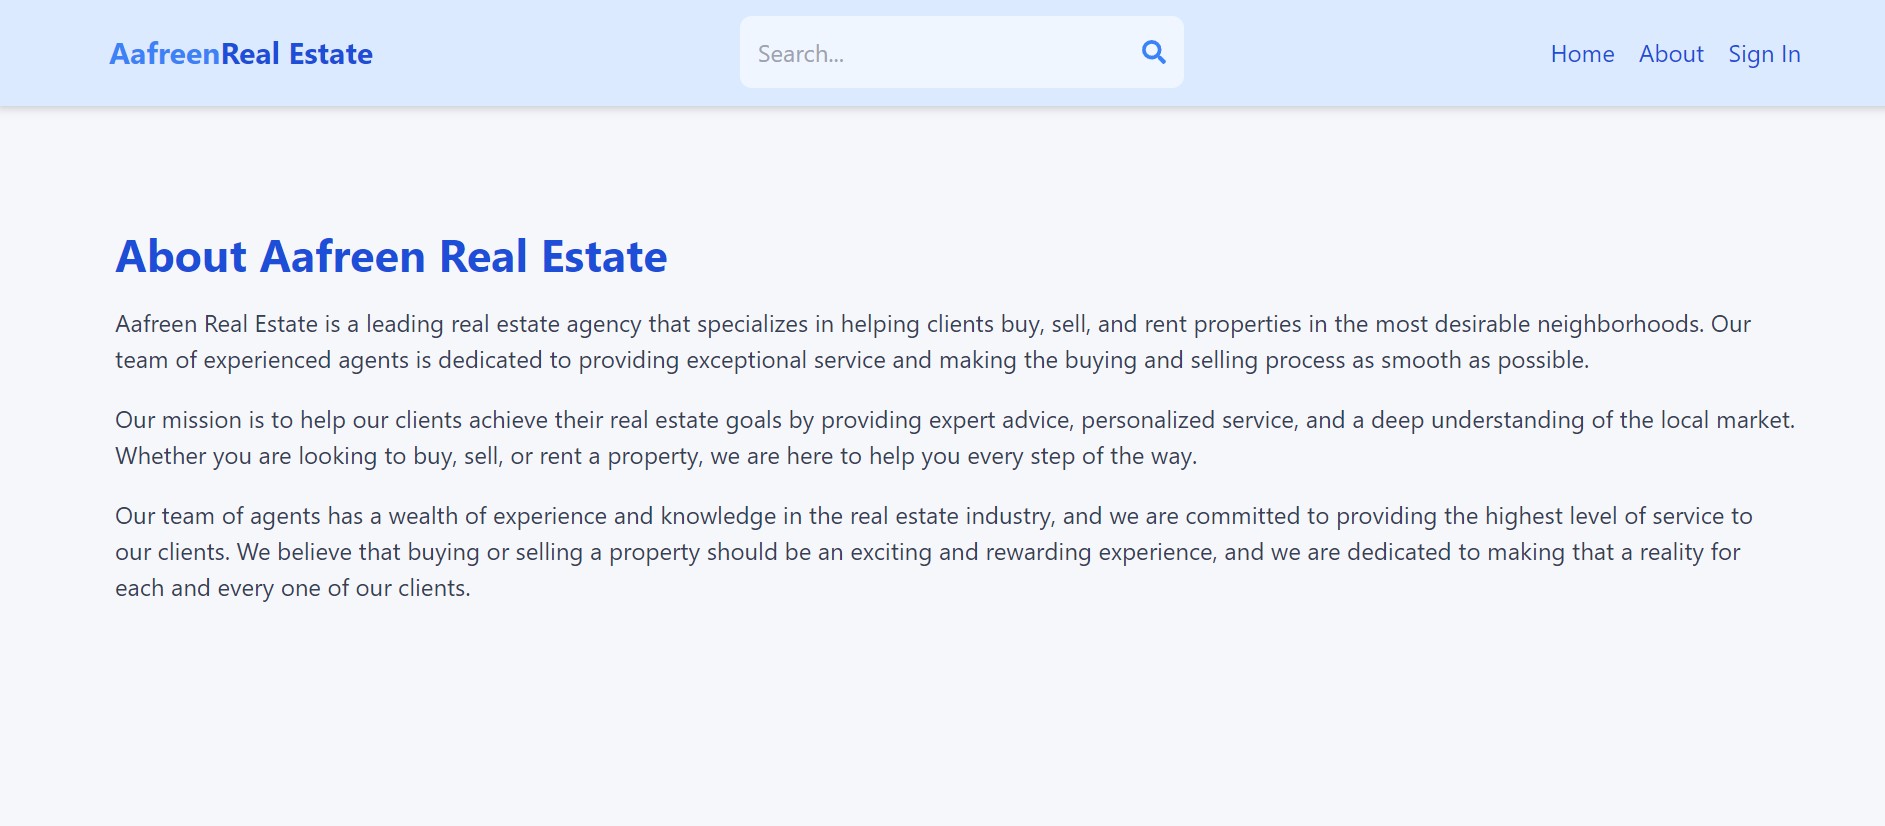 AafreenReal Estate
Search...
Home About Sign In
About Aafreen Real Estate
Aafreen Real Estate is a leading real estate agency that specializes in helping clients buy, sell, and rent properties in the most desirable neighborhoods. Our
team of experienced agents is dedicated to providing exceptional service and making the buying and selling process as smooth as possible.
Our mission is to help our clients achieve their real estate goals by providing expert advice, personalized service, and a deep understanding of the local market.
Whether you are looking to buy, sell, or rent a property, we are here to help you every step of the way.
Our team of agents has a wealth of experience and knowledge in the real estate industry, and we are committed to providing the highest level of service to
our clients. We believe that buying or selling a property should be an exciting and rewarding experience, and we are dedicated to making that a reality for
each and every one of our clients.